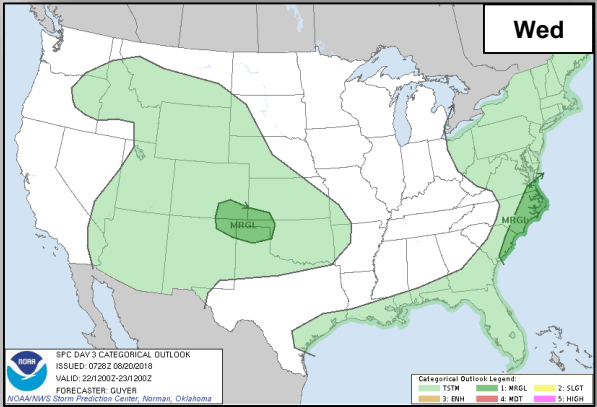 Wed
MRGL
MRGL
NOAA
SPC DAY 3 CATEGORICAL OUTLOOK
ISSUED: 0728Z 08/20/2018
VALID: 22/1200Z-23/1200Z
FORECASTER: GUYER
NOAA/NWS Storm Prediction Center, Norman, Oklahoma
Categorical Outlook Legend:
TSTM 1: MRGL 2: SLGT
3: ENH 4: MDT 5: HIGH